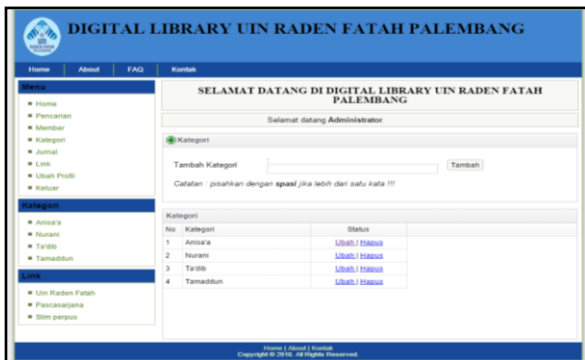 DIGITAL LIBRARY UIN RADEN FATAH PALEMBANG
Home About FAQ Kontak
Menu
Home
Pencarian
Member
Kategori
Jurnal
Link
Ubah Profil
Keluar
Kategori
Anisa'a
Nurani
Ta'dib
Tamaddun
Link
Uin Raden Fatah
Pascasarjana
Slim perpus
SELAMAT DATANG DI DIGITAL LIBRARY UIN RADEN FATAH
PALEMBANG
Selamat datang Administrator.
Kategori
Tambah Kategori : Tambah
Catatan : pisahkan dengan spasi jika lebih dari satu kata !!!
Kategori
No Kategori Status
1 Anisa'a Ubah | Hapus
2 Nurani Ubah | Hapus
3 Ta'dib Ubah | Hapus
4 Tamaddun Ubah | Hapus
Home | About | Kontak
Copyright © 2016. All Rights Reserved.